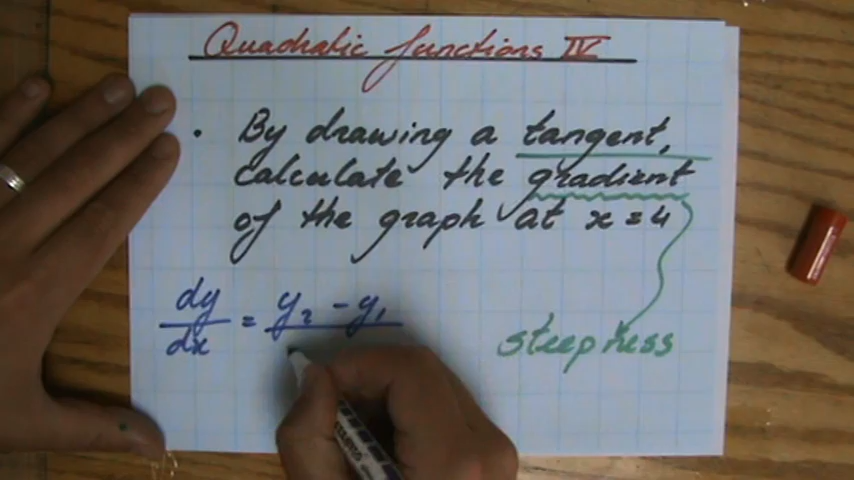 Quadratic functions IV
• By drawing a tangent,
calculate the gradient
of the graph at x = 4
dy/dx = y₂ - y₁
steepness